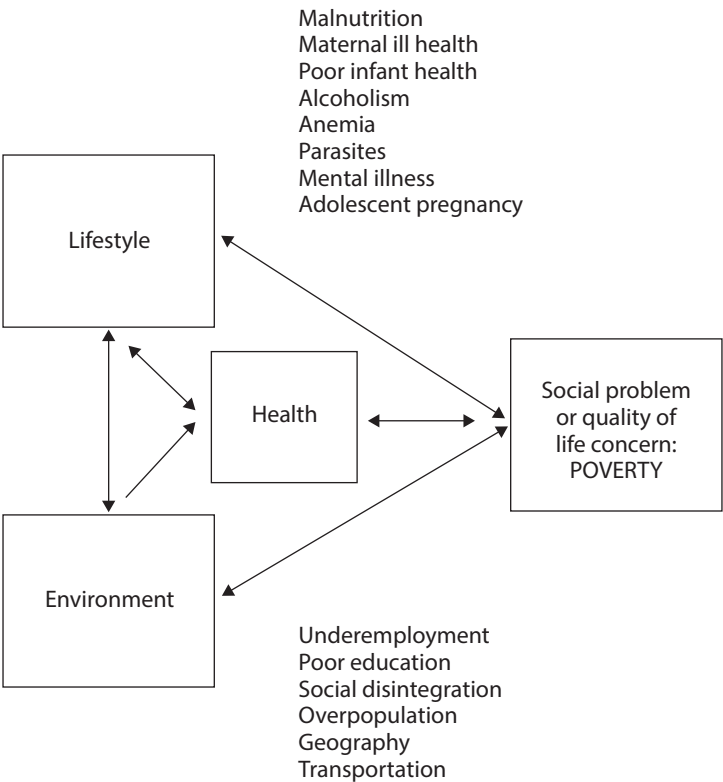 Malnutrition
Maternal ill health
Poor infant health
Alcoholism
Anemia
Parasites
Mental illness
Adolescent pregnancy
Lifestyle
Health
Social problem
or quality of
life concern:
POVERTY
Environment
Underemployment
Poor education
Social disintegration
Overpopulation
Geography
Transportation